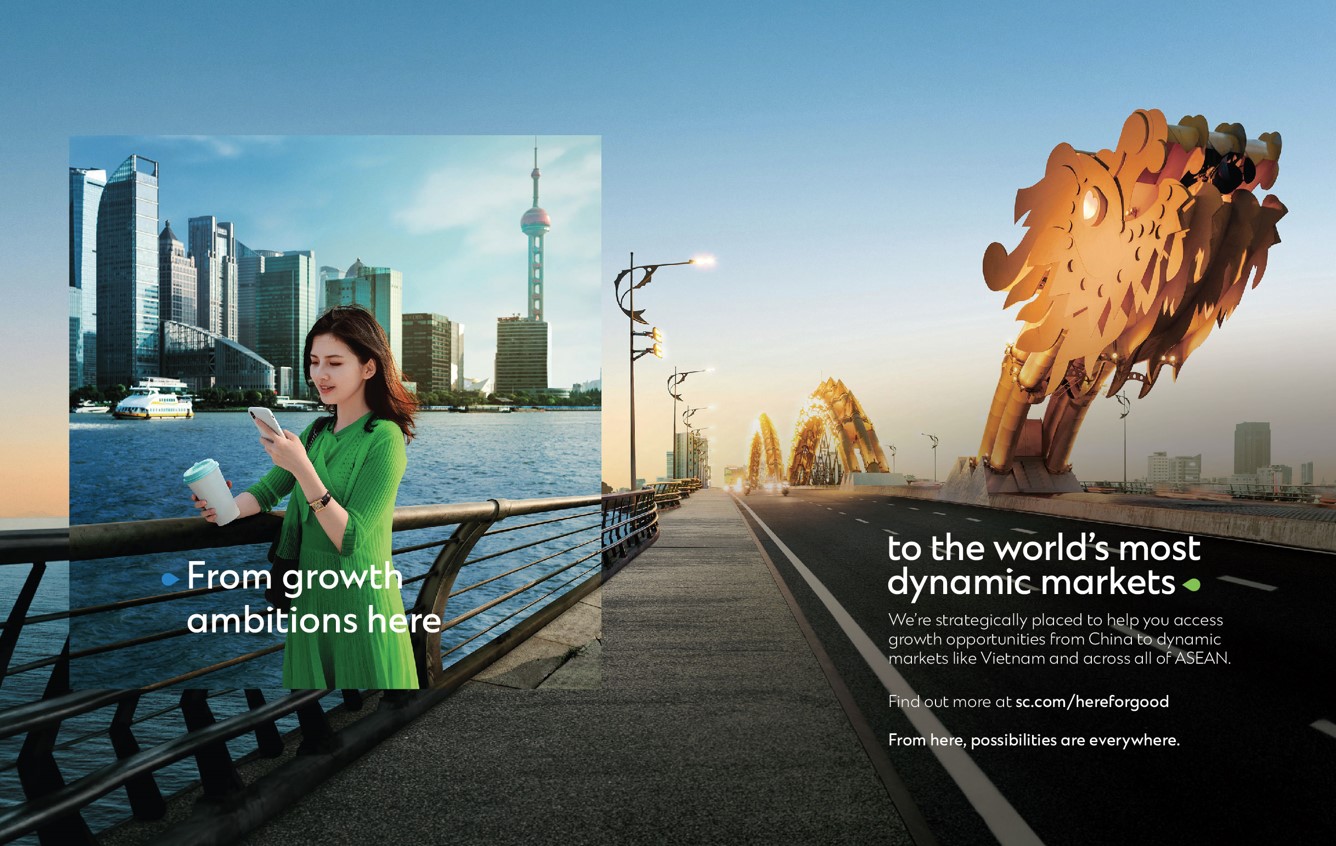 From growth
ambitions here
to the world's most
dynamic markets
We're strategically placed to help you access
growth opportunities from China to dynamic
markets like Vietnam and across all of ASEAN.
Find out more at sc.com/hereforgood
From here, possibilities are everywhere.